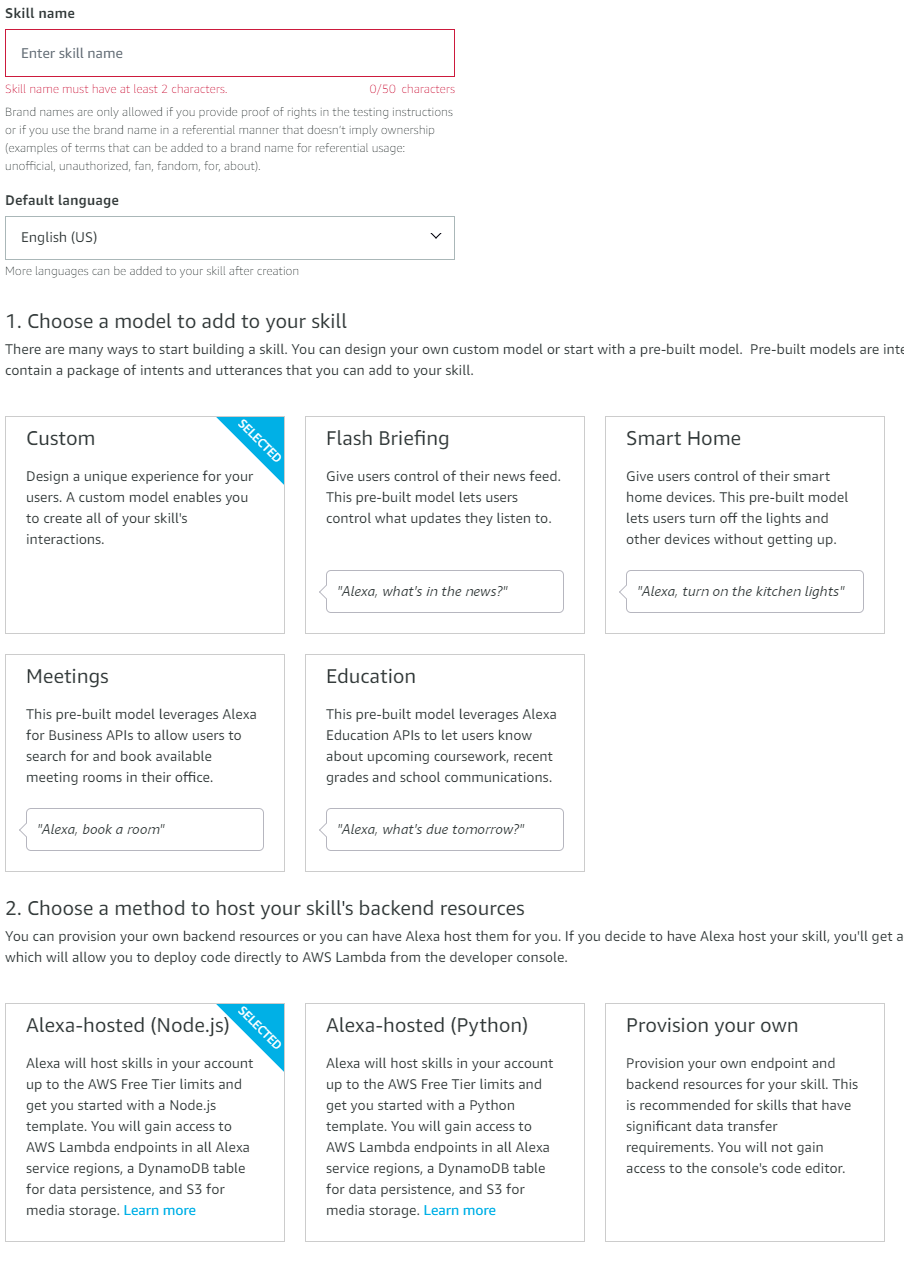 Skill name
Enter skill name
Skill name must have at least 2 characters.
0/50 characters
Brand names are only allowed if you provide proof of rights in the testing instructions
or if you use the brand name in a referential manner that doesn't imply ownership
(examples of terms that can be added to a brand name for referential usage:
unofficial, unauthorized, fan, fandom, for, about).
Default language
English (US)
More languages can be added to your skill after creation
1. Choose a model to add to your skill
There are many ways to start building a skill. You can design your own custom model or start with a pre-built model. Pre-built models are inte
contain a package of intents and utterances that you can add to your skill.
Custom
SELECTED
Design a unique experience for your
users. A custom model enables you
to create all of your skill's
interactions.
Flash Briefing
Give users control of their news feed.
This pre-built model lets users
control what updates they listen to.
"Alexa, what's in the news?"
Smart Home
Give users control of their smart
home devices. This pre-built model
lets users turn off the lights and
other devices without getting up.
"Alexa, turn on the kitchen lights"
Meetings
This pre-built model leverages Alexa
for Business APIs to allow users to
search for and book available
meeting rooms in their office.
"Alexa, book a room"
Education
This pre-built model leverages Alexa
Education APIs to let users know
about upcoming coursework, recent
grades and school communications.
"Alexa, what's due tomorrow?"
2. Choose a method to host your skill's backend resources
You can provision your own backend resources or you can have Alexa host them for you. If you decide to have Alexa host your skill, you'll get a
which will allow you to deploy code directly to AWS Lambda from the developer console.
Alexa-hosted (Node.js)
SELECTED
Alexa will host skills in your account
up to the AWS Free Tier limits and
get you started with a Node.js
template. You will gain access to
AWS Lambda endpoints in all Alexa
service regions, a DynamoDB table
for data persistence, and S3 for
media storage. Learn more
Alexa-hosted (Python)
Alexa will host skills in your account
up to the AWS Free Tier limits and
get you started with a Python
template. You will gain access to
AWS Lambda endpoints in all Alexa
service regions, a DynamoDB table
for data persistence, and S3 for
media storage. Learn more
Provision your own
Provision your own endpoint and
backend resources for your skill. This
is recommended for skills that have
significant data transfer
requirements. You will not gain
access to the console's code editor.